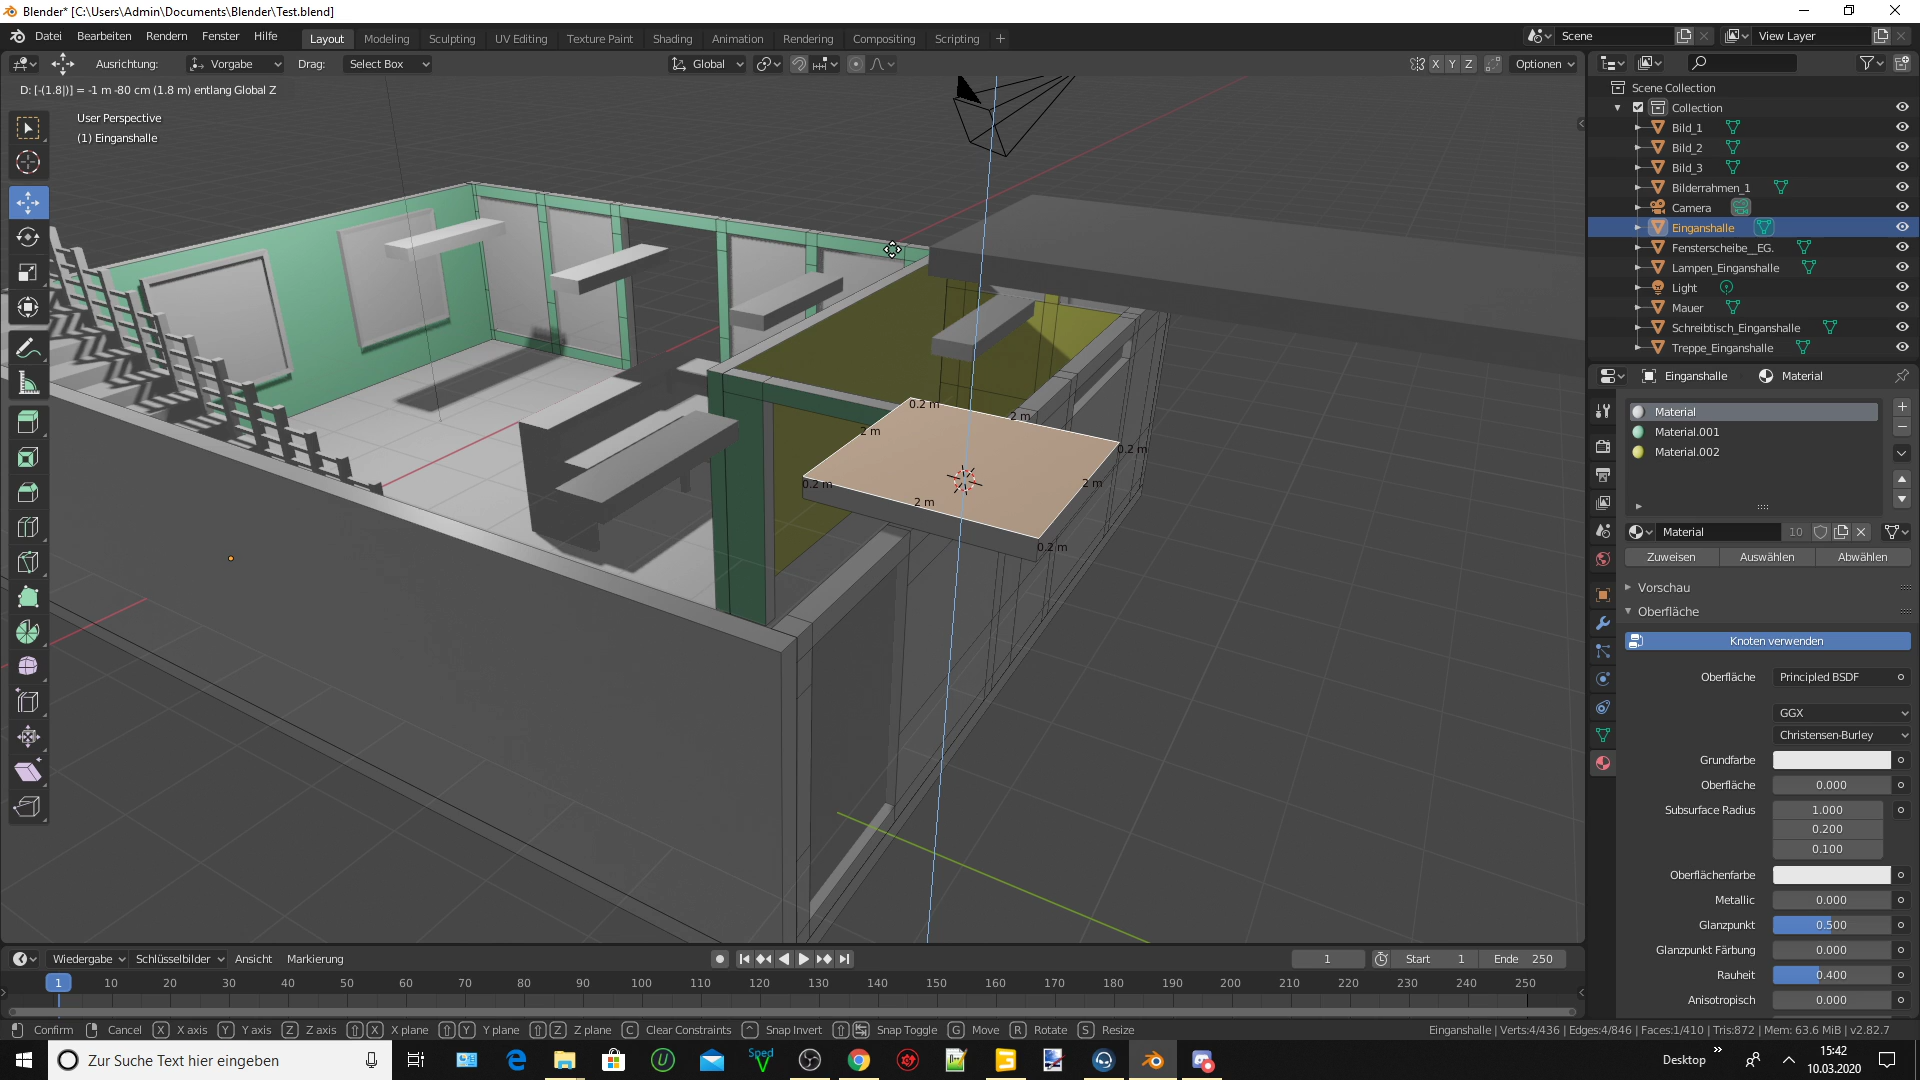 Blender* [C:\Users\Admin\Documents\Blender\Test.blend]
Datei Bearbeiten Rendern Fenster Hilfe Layout Modeling Sculpting UV Editing Texture Paint Shading Animation Rendering Compositing Scripting + Scene View Layer
Ausrichtung: Vorgabe Drag: Select Box Global X Y Z Optionen
D: [-(1.8|)] = -1 m -80 cm (1.8 m) entlang Global Z
User Perspective
(1) Einganshalle
0.2 m
2 m
2 m
0.2 m
0.2 m
2 m
2 m
0.2 m
Scene Collection
Collection
Bild_1
Bild_2
Bild_3
Bilderrahmen_1
Camera
Einganshalle
Fensterscheibe__EG.
Lampen_Einganshalle
Light
Mauer
Schreibtisch_Einganshalle
Treppe_Einganshalle
Einganshalle Material
Material
Material.001
Material.002
Material 10
Zuweisen Auswählen Abwählen
Vorschau
Oberfläche
Knoten verwenden
Oberfläche Principled BSDF
GGX
Christensen-Burley
Grundfarbe
Oberfläche 0.000
Subsurface Radius 1.000
0.200
0.100
Oberflächenfarbe
Metallic 0.000
Glanzpunkt 0.500
Glanzpunkt Färbung 0.000
Rauheit 0.400
Anisotropisch 0.000
Wiedergabe Schlüsselbilder Ansicht Markierung 1 Start 1 Ende 250
1 10 20 30 40 50 60 70 80 90 100 110 120 130 140 150 160 170 180 190 200 210 220 230 240 250
Confirm Cancel X X axis Y Y axis Z Z axis X X plane Y Y plane Z Z plane C Clear Constraints ^ Snap Invert Snap Toggle G Move R Rotate S Resize Einganshalle | Verts:4/436 | Edges:4/846 | Faces:1/410 | Tris:872 | Mem: 63.6 MiB | v2.82.7
Zur Suche Text hier eingeben Sped V Desktop » 15:42
10.03.2020